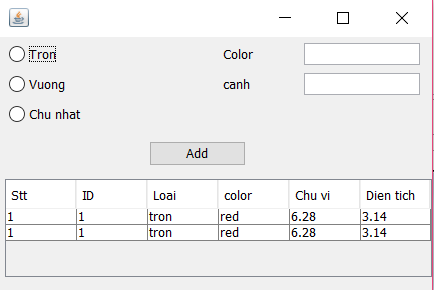 Tron Color
Vuong canh
Chu nhat
Add
Stt ID Loai color Chu vi Dien tich
1 1 tron red 6.28 3.14
1 1 tron red 6.28 3.14